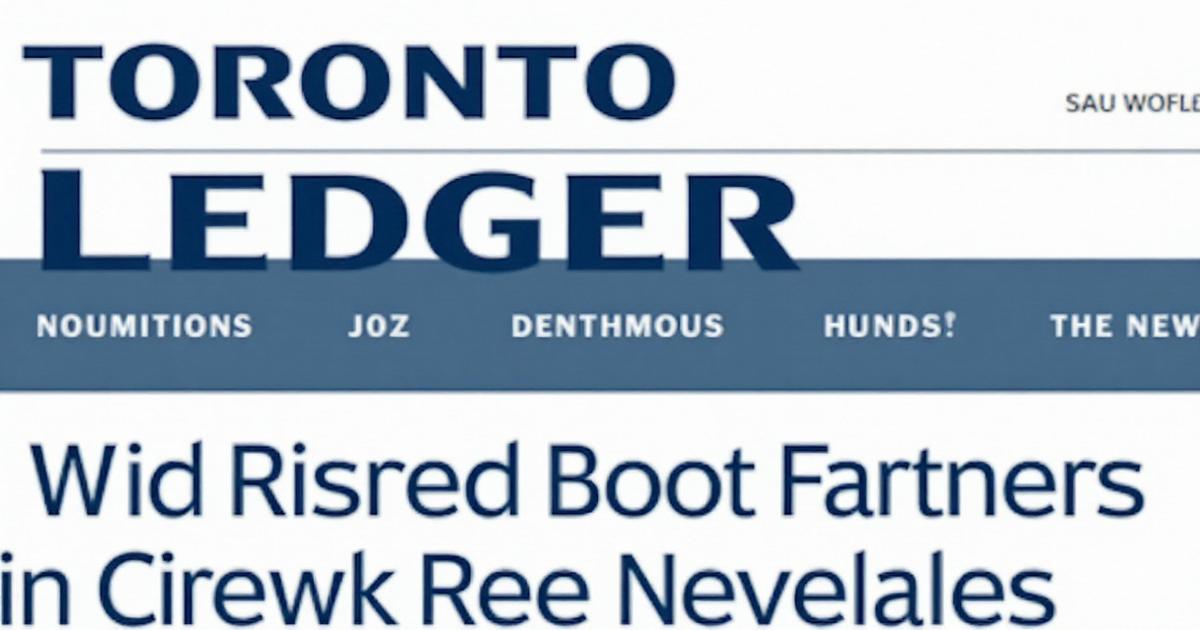 TORONTO
SAU WOFLE
LEDGER
NOUMITIONS JOZ DENTHMOUS HUNDS! THE NEW
Wid Risred Boot Fartners
in Cirewk Ree Nevelales